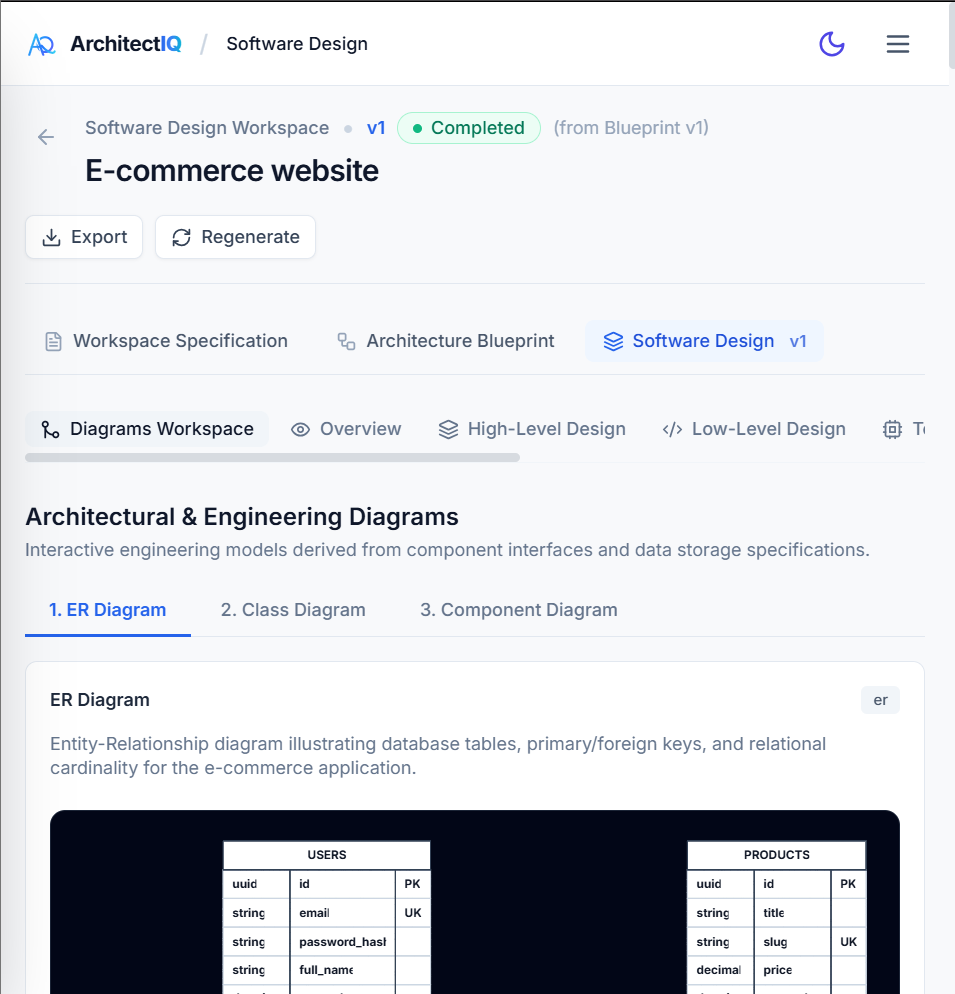 ArchitectIQ / Software Design
Software Design Workspace • v1 Completed (from Blueprint v1)
E-commerce website
Export Regenerate
Workspace Specification Architecture Blueprint Software Design v1
Diagrams Workspace Overview High-Level Design </> Low-Level Design
Architectural & Engineering Diagrams
Interactive engineering models derived from component interfaces and data storage specifications.
1. ER Diagram 2. Class Diagram 3. Component Diagram
ER Diagram er
Entity-Relationship diagram illustrating database tables, primary/foreign keys, and relational
cardinality for the e-commerce application.
USERS PRODUCTS
uuid id PK uuid id PK
string email UK string title
string password_hash string slug UK
string full_name decimal price